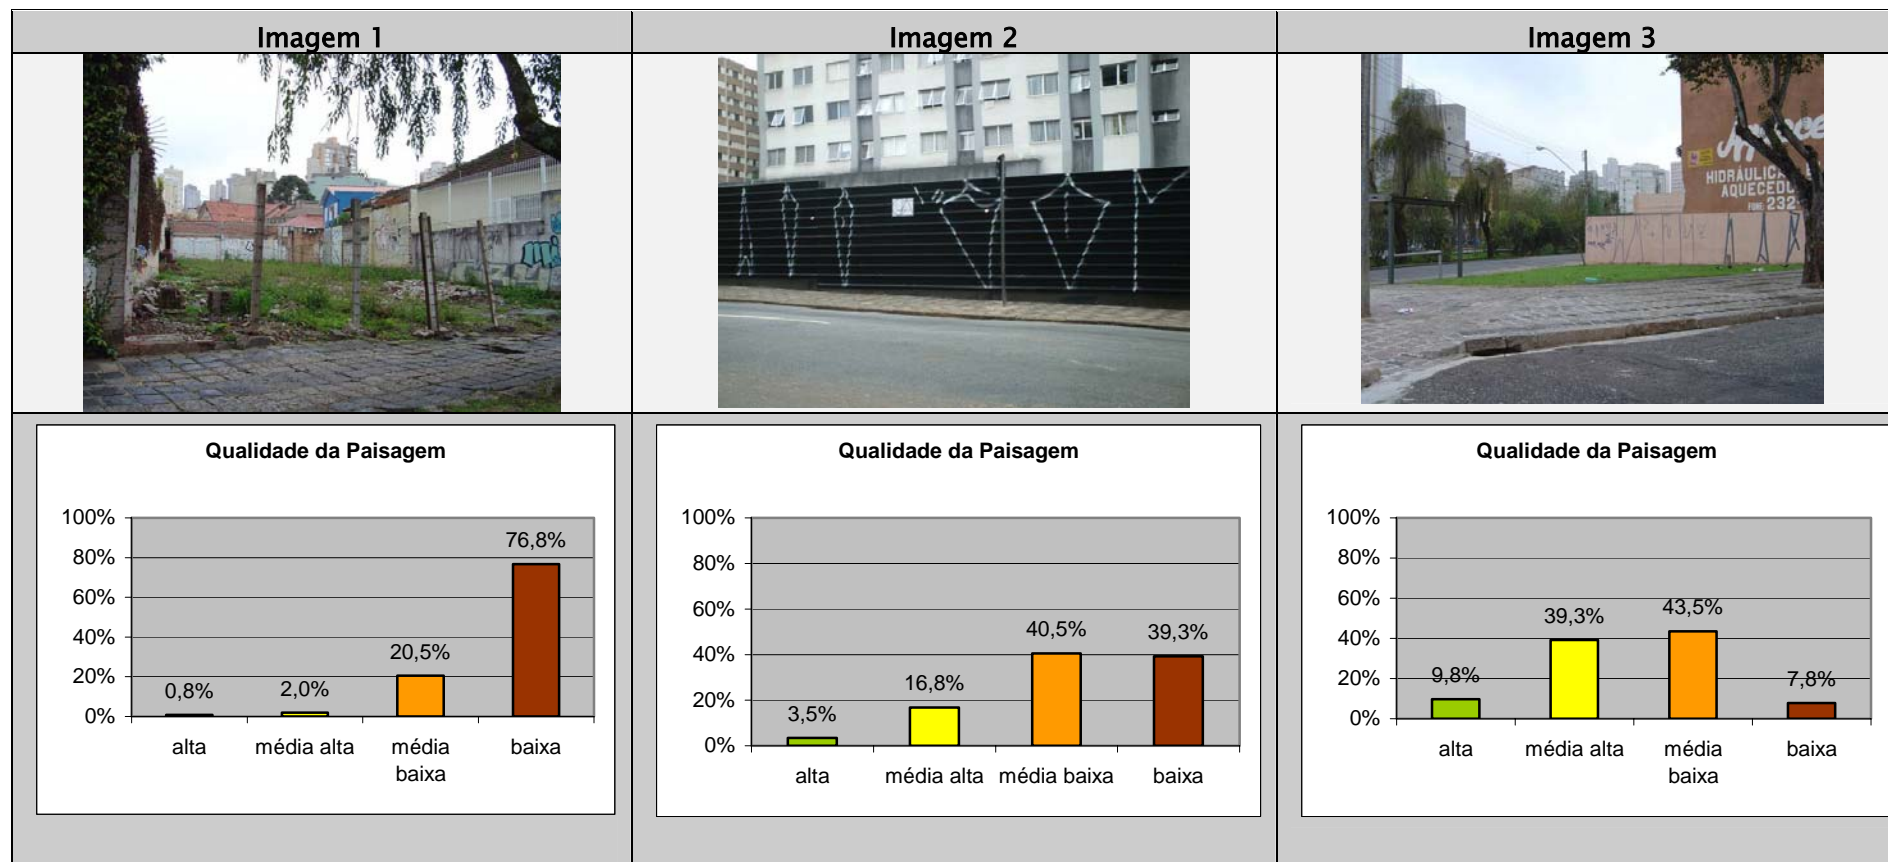 Imagem 1
Imagem 2
Imagem 3
HIDRÁULICA
232
Qualidade da Paisagem
100%
80%
60%
40%
20%
0%
0,8%
2,0%
20,5%
76,8%
alta
média alta
média
baixa
baixa
Qualidade da Paisagem
100%
80%
60%
40%
20%
0%
3,5%
16,8%
40,5%
39,3%
alta
média alta
média baixa
baixa
Qualidade da Paisagem
100%
80%
60%
40%
20%
0%
9,8%
39,3%
43,5%
7,8%
alta
média alta
média
baixa
baixa